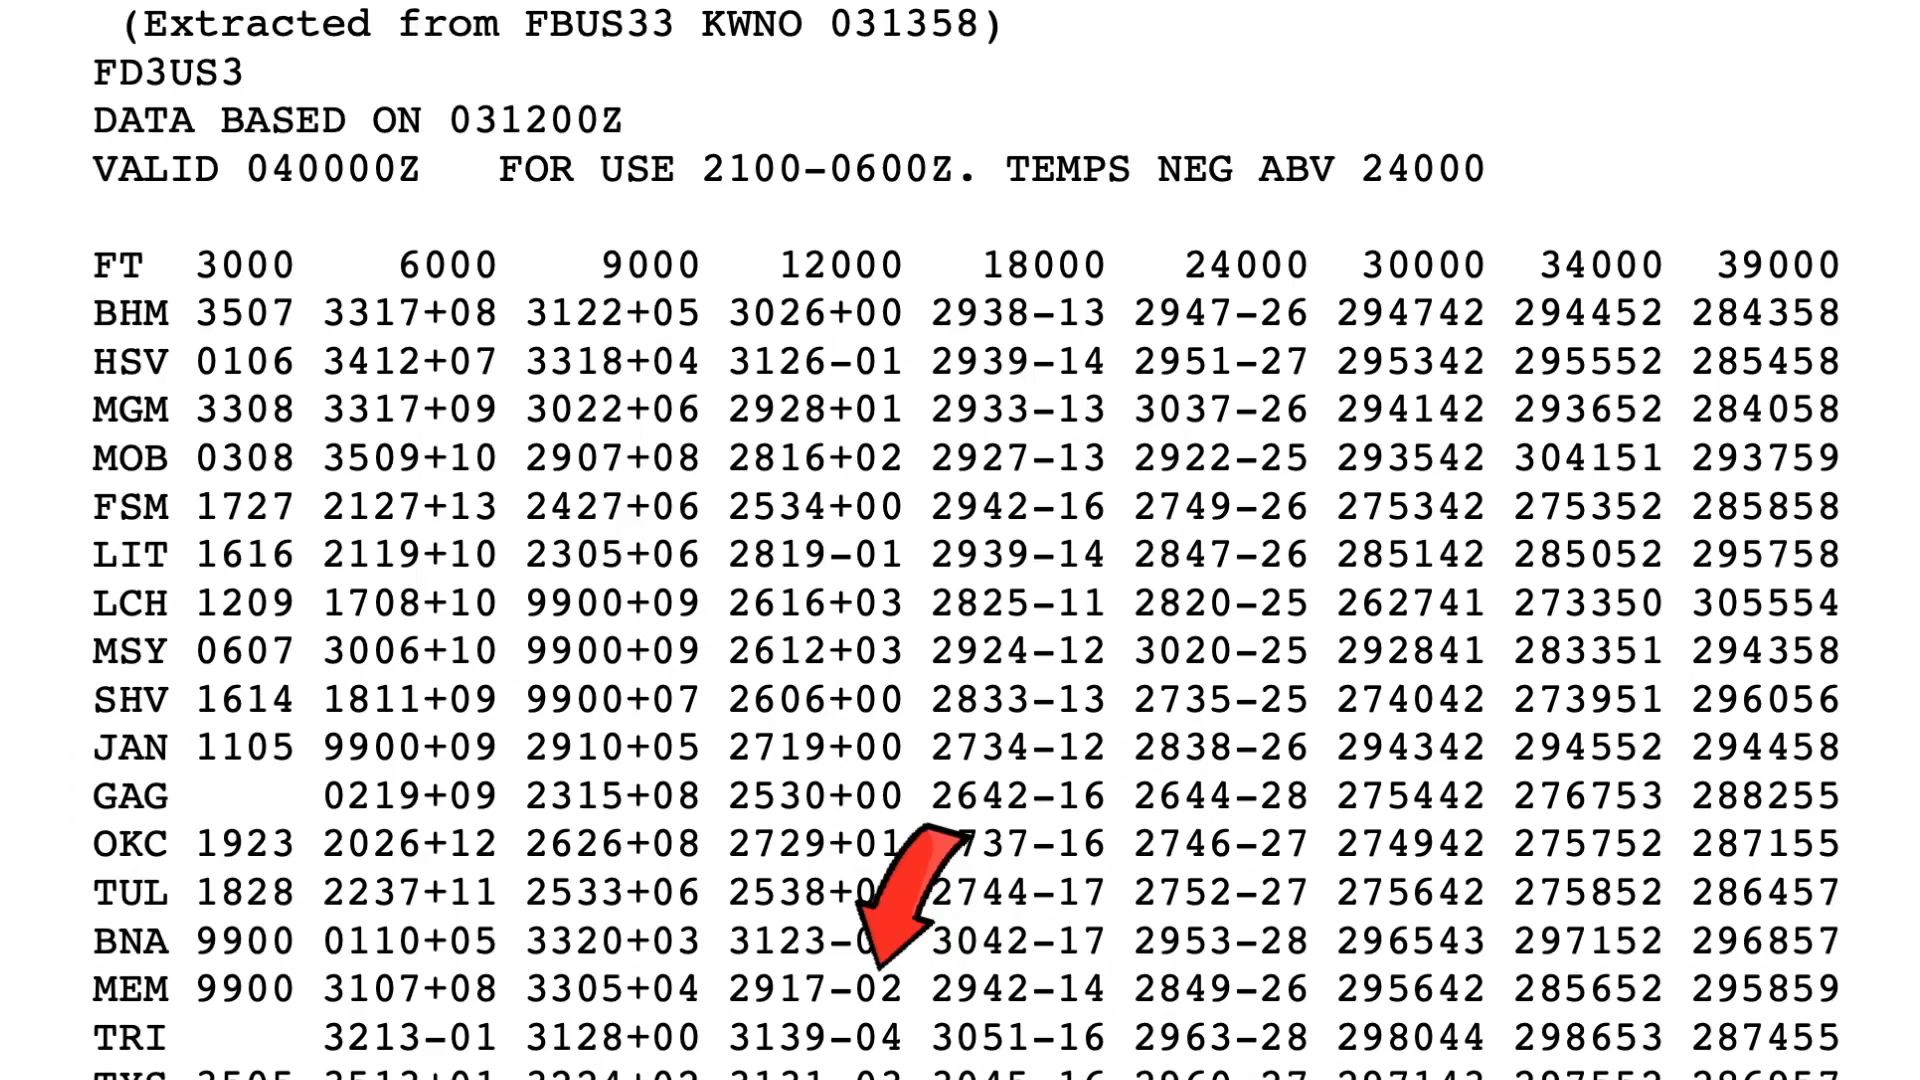 (Extracted from FBUS33 KWNO 031358)
FD3US3
DATA BASED ON 031200Z
VALID 040000Z FOR USE 2100-0600Z. TEMPS NEG ABV 24000
FT 3000 6000 9000 12000 18000 24000 30000 34000 39000
BHM 3507 3317+08 3122+05 3026+00 2938-13 2947-26 294742 294452 284358
HSV 0106 3412+07 3318+04 3126-01 2939-14 2951-27 295342 295552 285458
MGM 3308 3317+09 3022+06 2928+01 2933-13 3037-26 294142 293652 284058
MOB 0308 3509+10 2907+08 2816+02 2927-13 2922-25 293542 304151 293759
FSM 1727 2127+13 2427+06 2534+00 2942-16 2749-26 275342 275352 285858
LIT 1616 2119+10 2305+06 2819-01 2939-14 2847-26 285142 285052 295758
LCH 1209 1708+10 9900+09 2616+03 2825-11 2820-25 262741 273350 305554
MSY 0607 3006+10 9900+09 2612+03 2924-12 3020-25 292841 283351 294358
SHV 1614 1811+09 9900+07 2606+00 2833-13 2735-25 274042 273951 296056
JAN 1105 9900+09 2910+05 2719+00 2734-12 2838-26 294342 294552 294458
GAG 0219+09 2315+08 2530+00 2642-16 2644-28 275442 276753 288255
OKC 1923 2026+12 2626+08 2729+01 737-16 2746-27 274942 275752 287155
TUL 1828 2237+11 2533+06 2538+0 2744-17 2752-27 275642 275852 286457
BNA 9900 0110+05 3320+03 3123-0 3042-17 2953-28 296543 297152 296857
MEM 9900 3107+08 3305+04 2917-02 2942-14 2849-26 295642 285652 295859
TRI 3213-01 3128+00 3139-04 3051-16 2963-28 298044 298653 287455